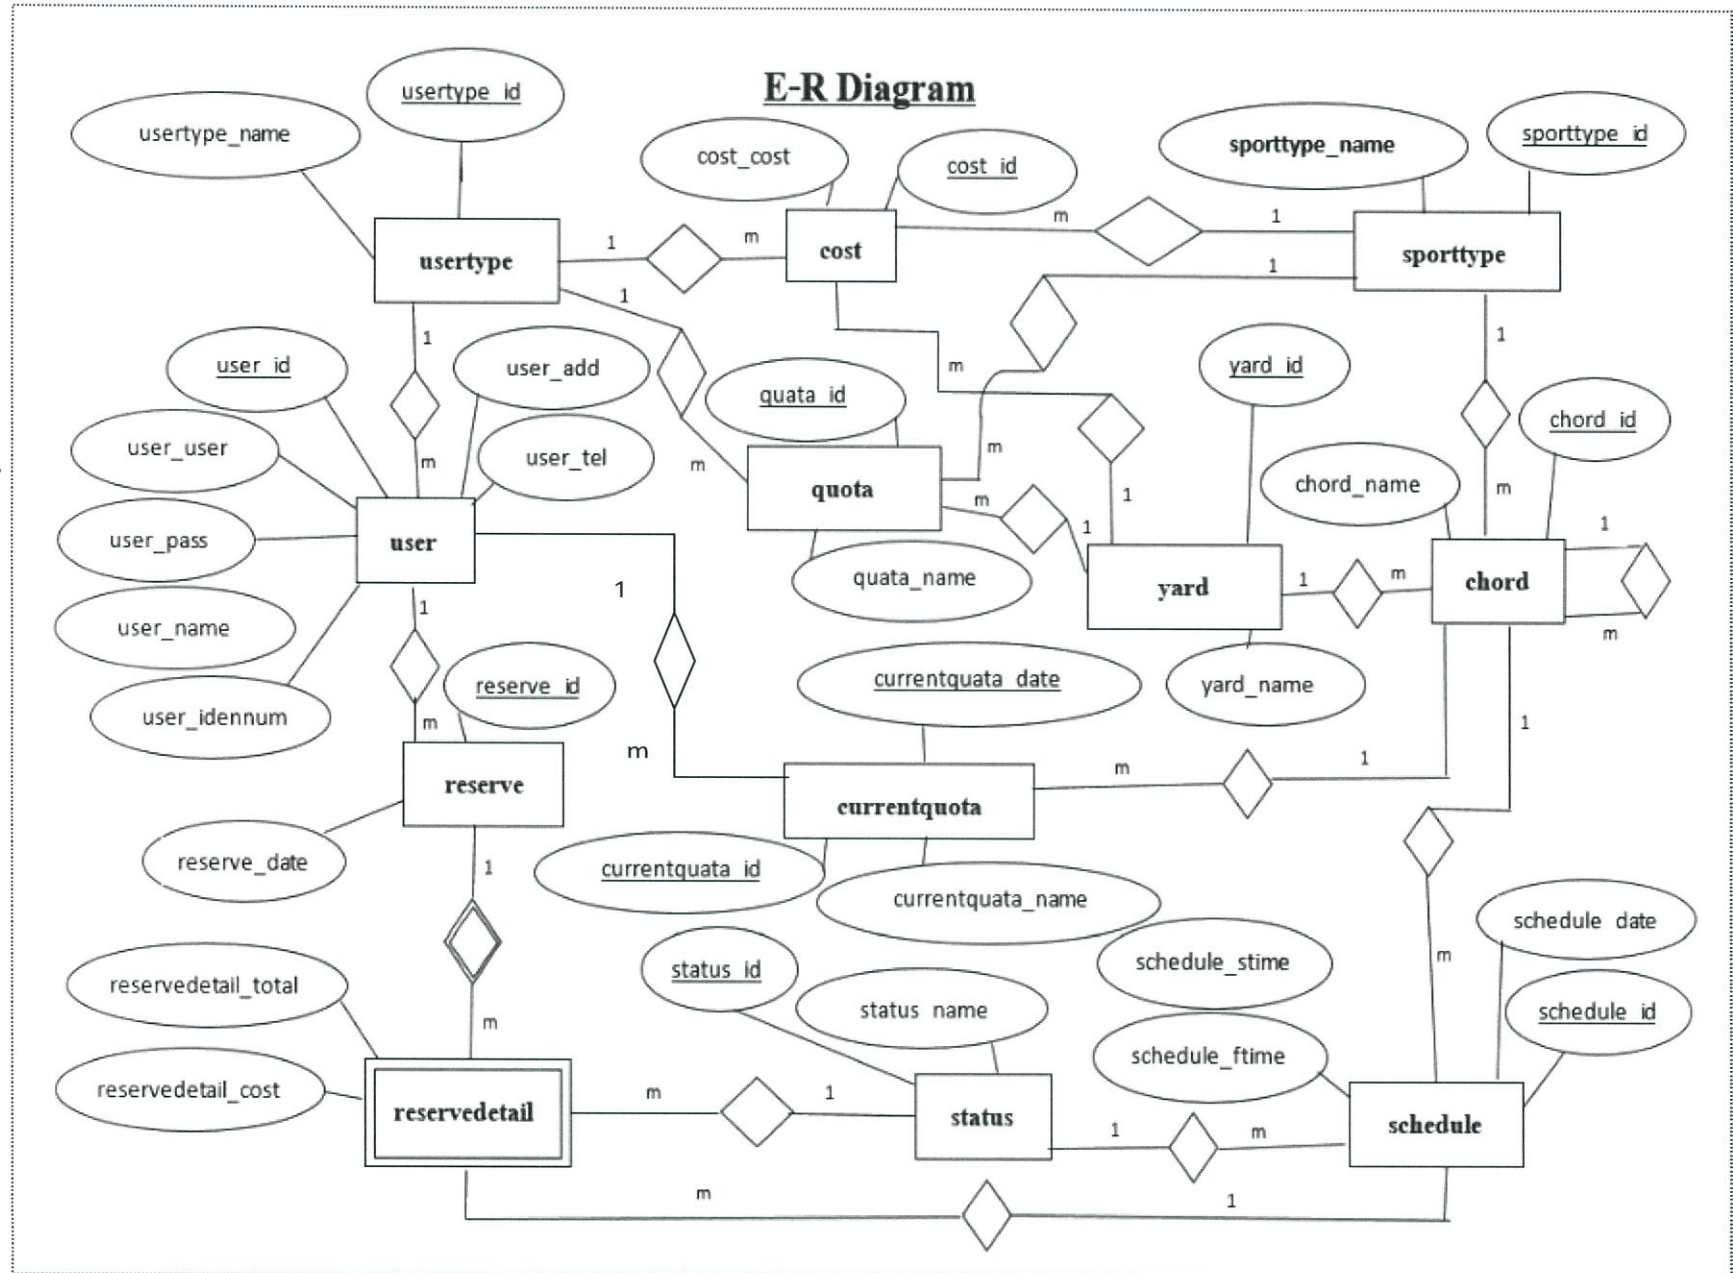 E-R Diagram
usertype_id
usertype_name
cost_cost
cost_id
sporttype_name
sporttype_id
usertype
1
m
cost
m
1
sporttype
1
1
1
1
m
1
user_id
user_add
quata_id
yard_id
chord_id
user_user
m
user_tel
m
m
quota
m
1
1
chord_name
m
1
user_pass
user
quata_name
yard
1
m
chord
m
user_name
1
1
user_idennum
m
reserve_id
currentquata_date
yard_name
1
reserve
m
currentquota
m
1
reserve_date
1
currentquata_id
currentquata_name
schedule_date
m
reservedetail_total
status_id
status_name
schedule_stime
schedule_id
m
schedule_ftime
reservedetail_cost
reservedetail
m
1
status
1
m
schedule
m
1